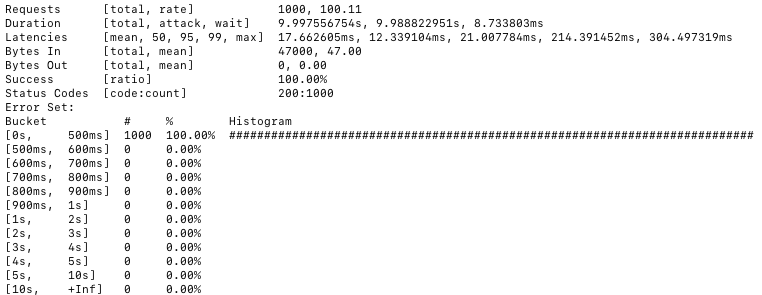 Requests      [total, rate]            1000, 100.11
Duration      [total, attack, wait]    9.997556754s, 9.988822951s, 8.733803ms
Latencies     [mean, 50, 95, 99, max]  17.662605ms, 12.339104ms, 21.007784ms, 214.391452ms, 304.497319ms
Bytes In      [total, mean]            47000, 47.00
Bytes Out     [total, mean]            0, 0.00
Success       [ratio]                  100.00%
Status Codes  [code:count]             200:1000
Error Set:
Bucket           #     %        Histogram
[0s,     500ms]  1000  100.00%  ###########################################################################
[500ms,  600ms]  0     0.00%
[600ms,  700ms]  0     0.00%
[700ms,  800ms]  0     0.00%
[800ms,  900ms]  0     0.00%
[900ms,  1s]     0     0.00%
[1s,     2s]     0     0.00%
[2s,     3s]     0     0.00%
[3s,     4s]     0     0.00%
[4s,     5s]     0     0.00%
[5s,     10s]    0     0.00%
[10s,    +Inf]   0     0.00%